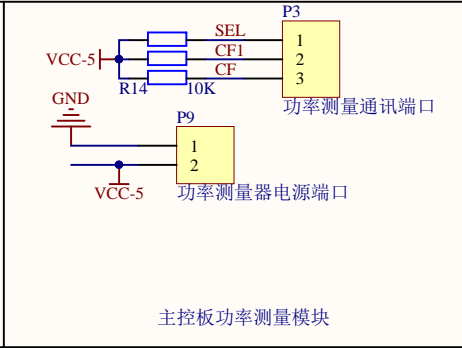 P3
SEL
1
VCC-5
CF1
2
CF
3
R14
10K
功率测量通讯端口
GND
P9
1
2
VCC-5
功率测量器电源端口
主控板功率测量模块